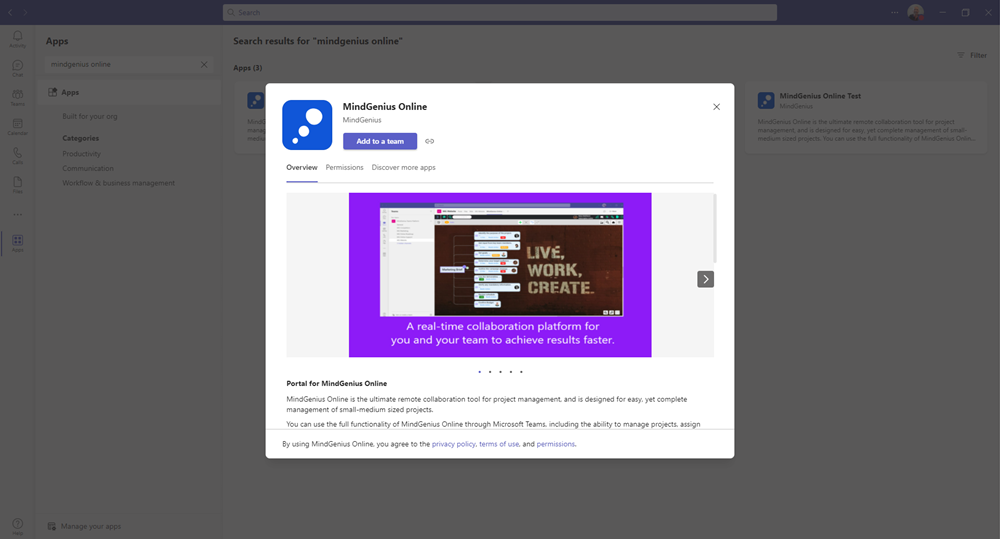 Search
Activity
Chat
Teams
Calendar
Calls
Files
Apps
Help
Apps
mindgenius online
Apps
Built for your org
Categories
Productivity
Communication
Workflow & business management
Manage your apps
Search results for "mindgenius online"
Filter
Apps (3)
MindGenius Online Test
MindGenius
MindGenius Online is the ultimate remote collaboration tool for project
management, and is designed for easy, yet complete management of small-
medium sized projects. You can use the full functionality of MindGenius Onlin...
MindGenius Online
MindGenius
Add to a team
Overview Permissions Discover more apps
LIVE,
WORK,
CREATE.
A real-time collaboration platform for
you and your team to achieve results faster.
Portal for MindGenius Online
MindGenius Online is the ultimate remote collaboration tool for project management, and is designed for easy, yet complete
management of small-medium sized projects.
You can use the full functionality of MindGenius Online through Microsoft Teams, including the ability to manage projects, assign
By using MindGenius Online, you agree to the privacy policy, terms of use, and permissions.